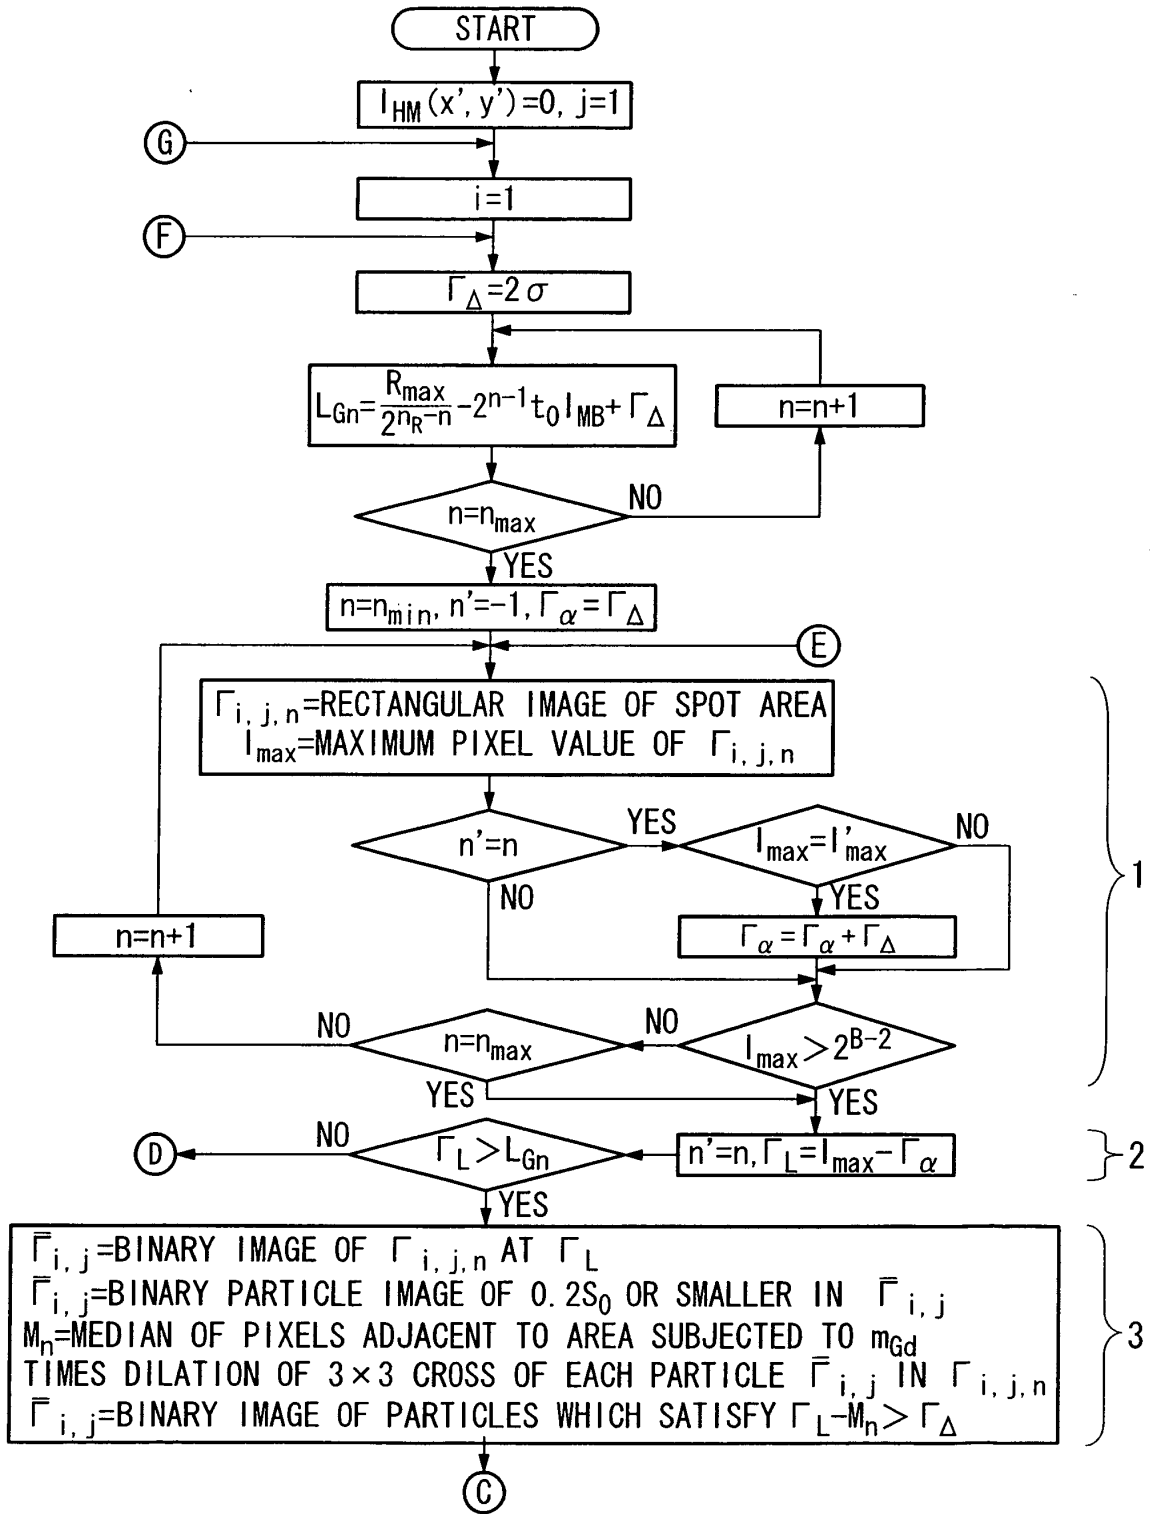 START
I_HM(x',y')=0, j=1
G
i=1
F
Γ_Δ=2σ
L_Gn=R_max/2^(n_R-n)-2^(n-1)t_0I_MB+Γ_Δ
n=n+1
n=n_max
NO
YES
n=n_min, n'=-1, Γ_α=Γ_Δ
E
Γ_i,j,n=RECTANGULAR IMAGE OF SPOT AREA
I_max=MAXIMUM PIXEL VALUE OF Γ_i,j,n
n'=n
YES
I_max=I'_max
NO
NO
YES
1
n=n+1
Γ_α=Γ_α+Γ_Δ
NO
n=n_max
NO
I_max>2^(B-2)
YES
YES
D
NO
Γ_L>L_Gn
n'=n, Γ_L=I_max-Γ_α
2
YES
Γ̄_i,j=BINARY IMAGE OF Γ_i,j,n AT Γ_L
Γ̄_i,j=BINARY PARTICLE IMAGE OF 0.2S_0 OR SMALLER IN Γ̄_i,j
M_n=MEDIAN OF PIXELS ADJACENT TO AREA SUBJECTED TO m_Gd
TIMES DILATION OF 3×3 CROSS OF EACH PARTICLE Γ̄_i,j IN Γ_i,j,n
Γ̄_i,j=BINARY IMAGE OF PARTICLES WHICH SATISFY Γ_L-M_n>Γ_Δ
3
C